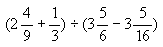 (2 4/9 + 1/3) ÷ (3 5/6 − 3 5/16)